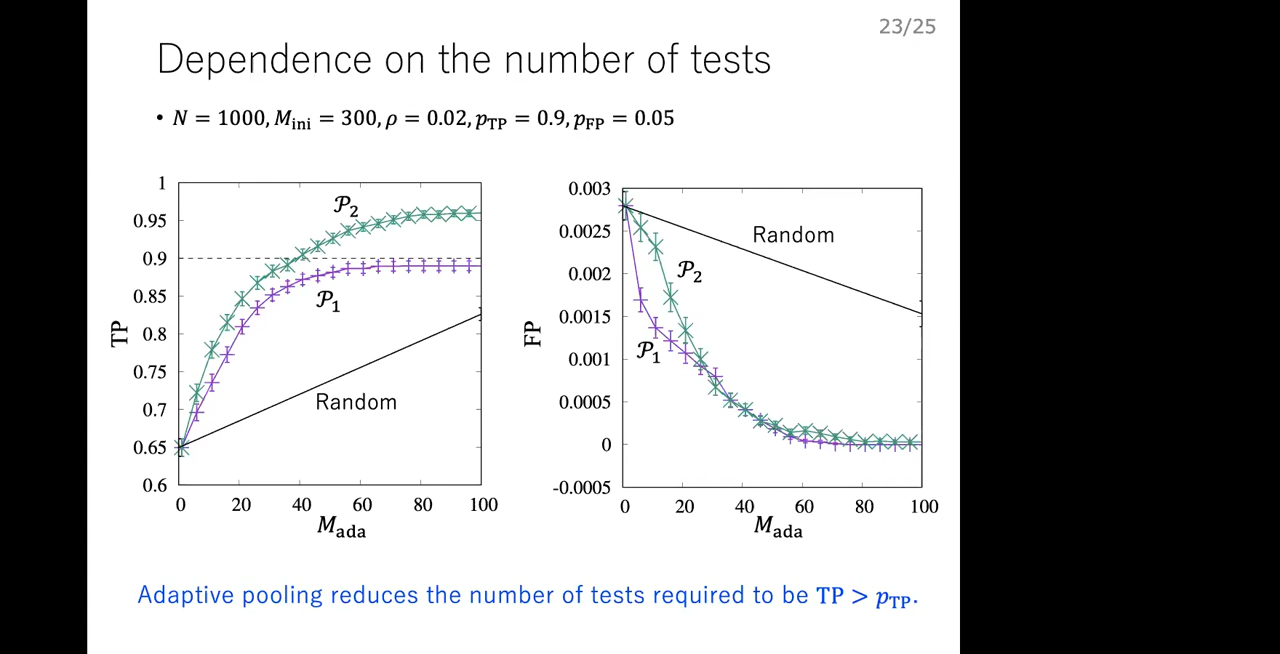 23/25
Dependence on the number of tests
• N = 1000, M_ini = 300, ρ = 0.02, p_TP = 0.9, p_FP = 0.05
1
0.95
0.9
0.85
0.8
0.75
0.7
0.65
0.6
TP
𝒫₂
𝒫₁
Random
0 20 40 60 80 100
M_ada
0.003
0.0025
0.002
0.0015
0.001
0.0005
0
-0.0005
FP
Random
𝒫₂
𝒫₁
0 20 40 60 80 100
M_ada
Adaptive pooling reduces the number of tests required to be TP > p_TP.